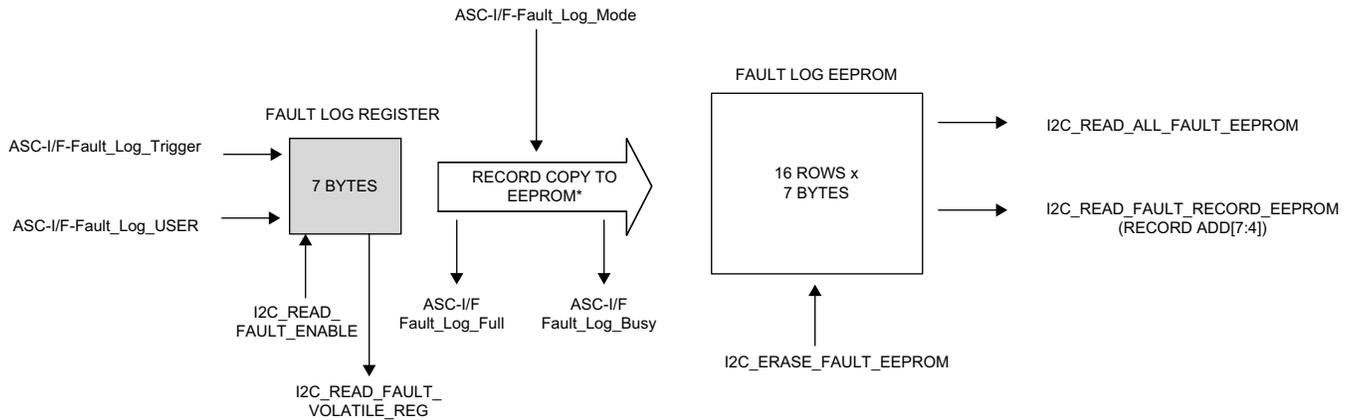 ASC-I/F-Fault_Log_Mode
FAULT LOG EEPROM
FAULT LOG REGISTER
ASC-I/F-Fault_Log_Trigger
ASC-I/F-Fault_Log_USER
7 BYTES
RECORD COPY TO
EEPROM*
16 ROWS x
7 BYTES
I2C_READ_ALL_FAULT_EEPROM
I2C_READ_FAULT_RECORD_EEPROM
(RECORD ADD[7:4])
I2C_READ_
FAULT_ENABLE
ASC-I/F
Fault_Log_Full
ASC-I/F
Fault_Log_Busy
I2C_ERASE_FAULT_EEPROM
I2C_READ_FAULT_
VOLATILE_REG